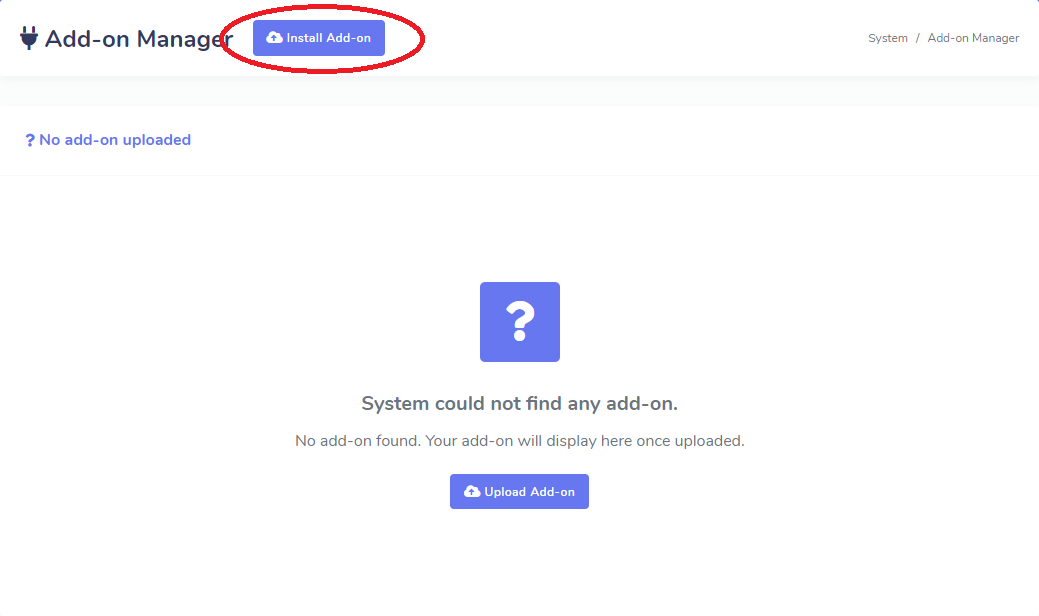 Add-on Manager
Install Add-on
System / Add-on Manager
No add-on uploaded
System could not find any add-on.
No add-on found. Your add-on will display here once uploaded.
Upload Add-on